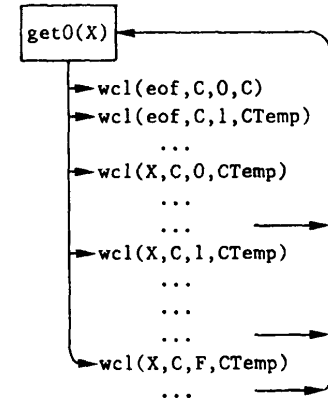 get0(X)
wcl(eof,C,0,C)
wcl(eof,C,1,CTemp)
...
wcl(X,C,0,CTemp)
...
...
wcl(X,C,1,CTemp)
...
...
...
wcl(X,C,F,CTemp)
...